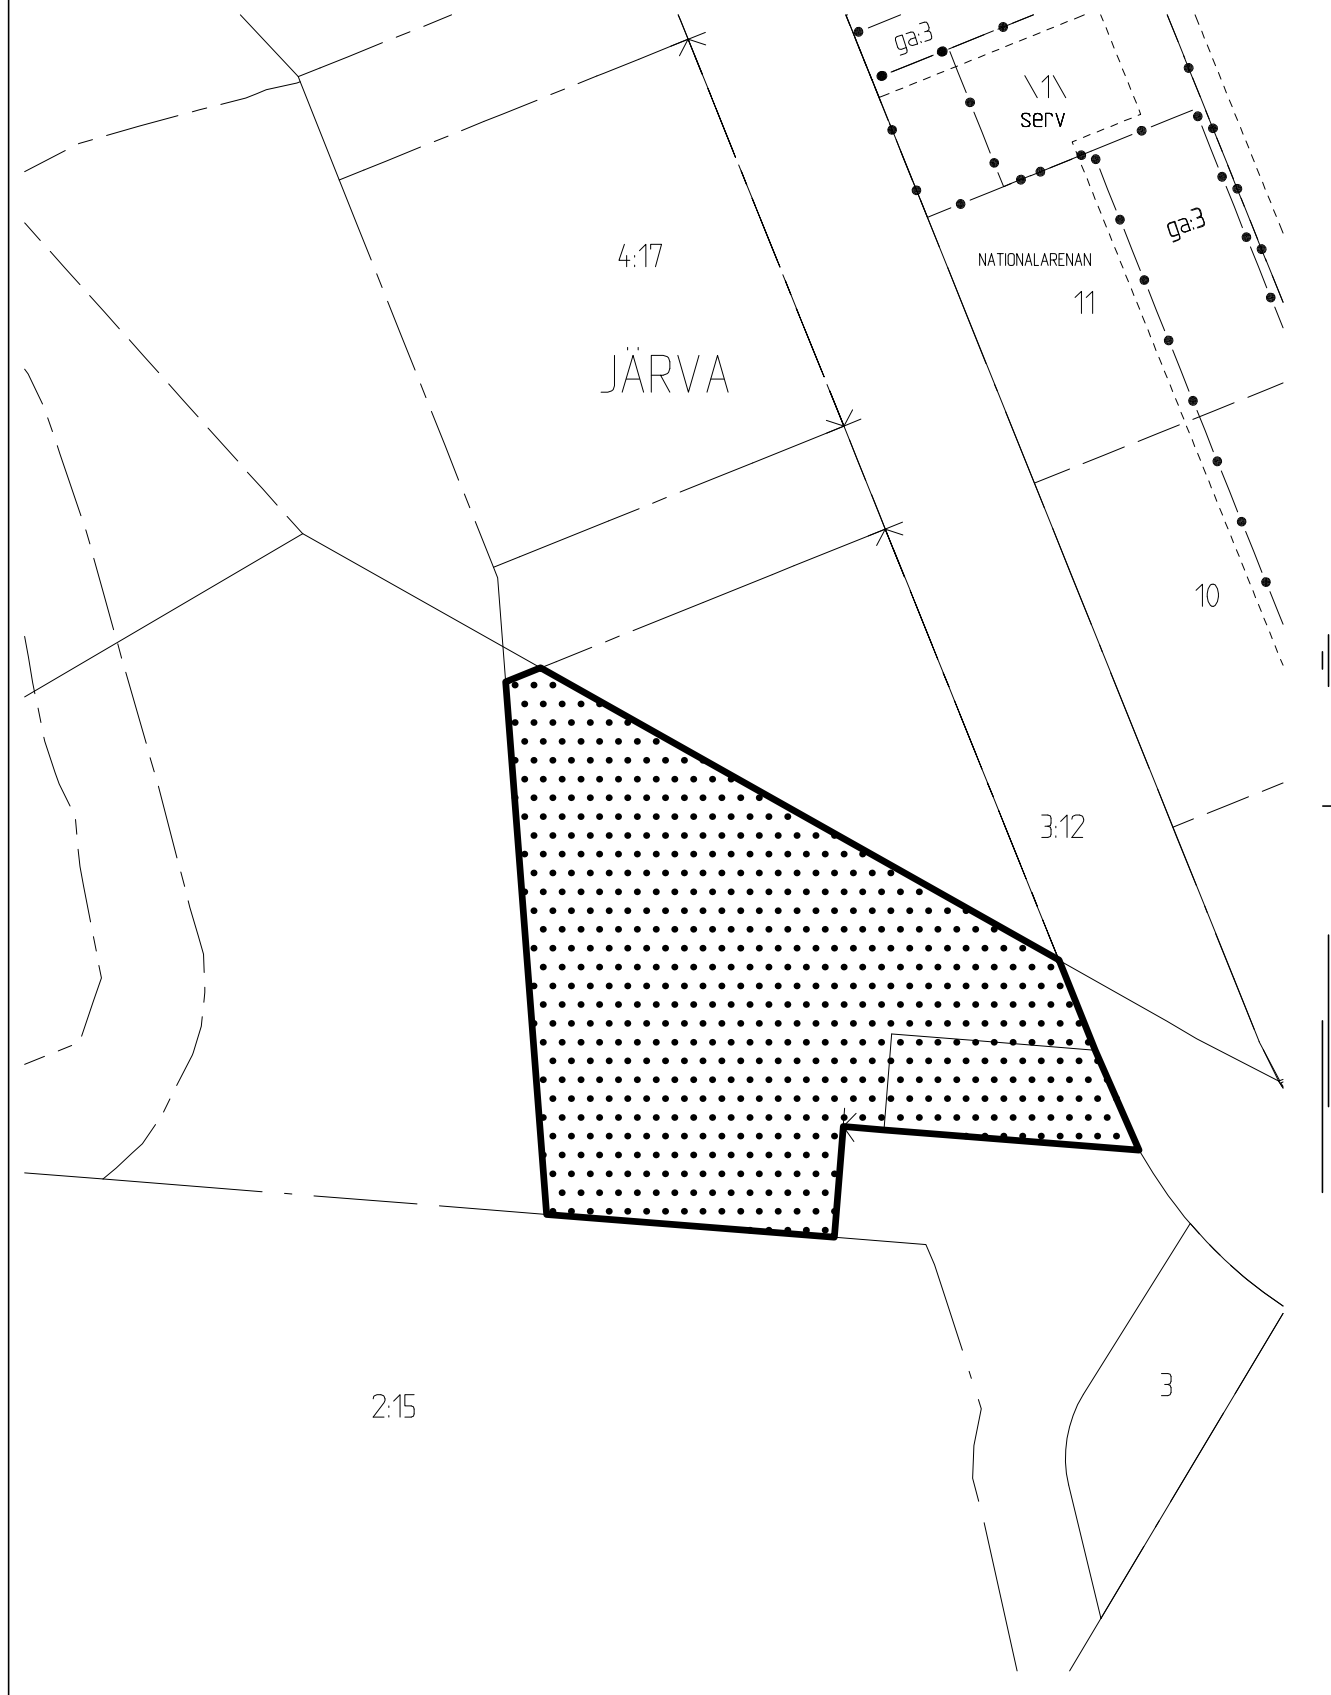 ga:3
\1\
serv
ga:3
4:17
NATIONALARENAN
11
JÄRVA
10
3:12
3
2:15